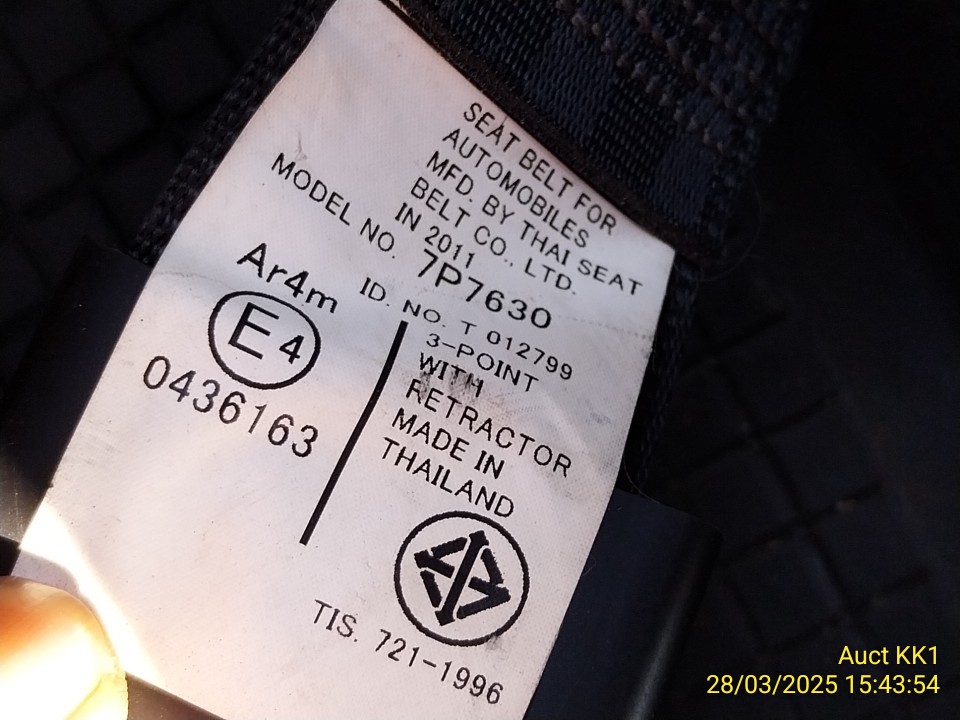 SEAT BELT FOR
AUTOMOBILES
MFD. BY THAI SEAT
BELT CO., LTD.
IN 2011
MODEL NO. 7P7630
ID. NO. T 012799
Ar4m
E4
0436163
3-POINT
WITH
RETRACTOR
MADE IN
THAILAND
TIS. 721-1996
Auct KK1
28/03/2025 15:43:54